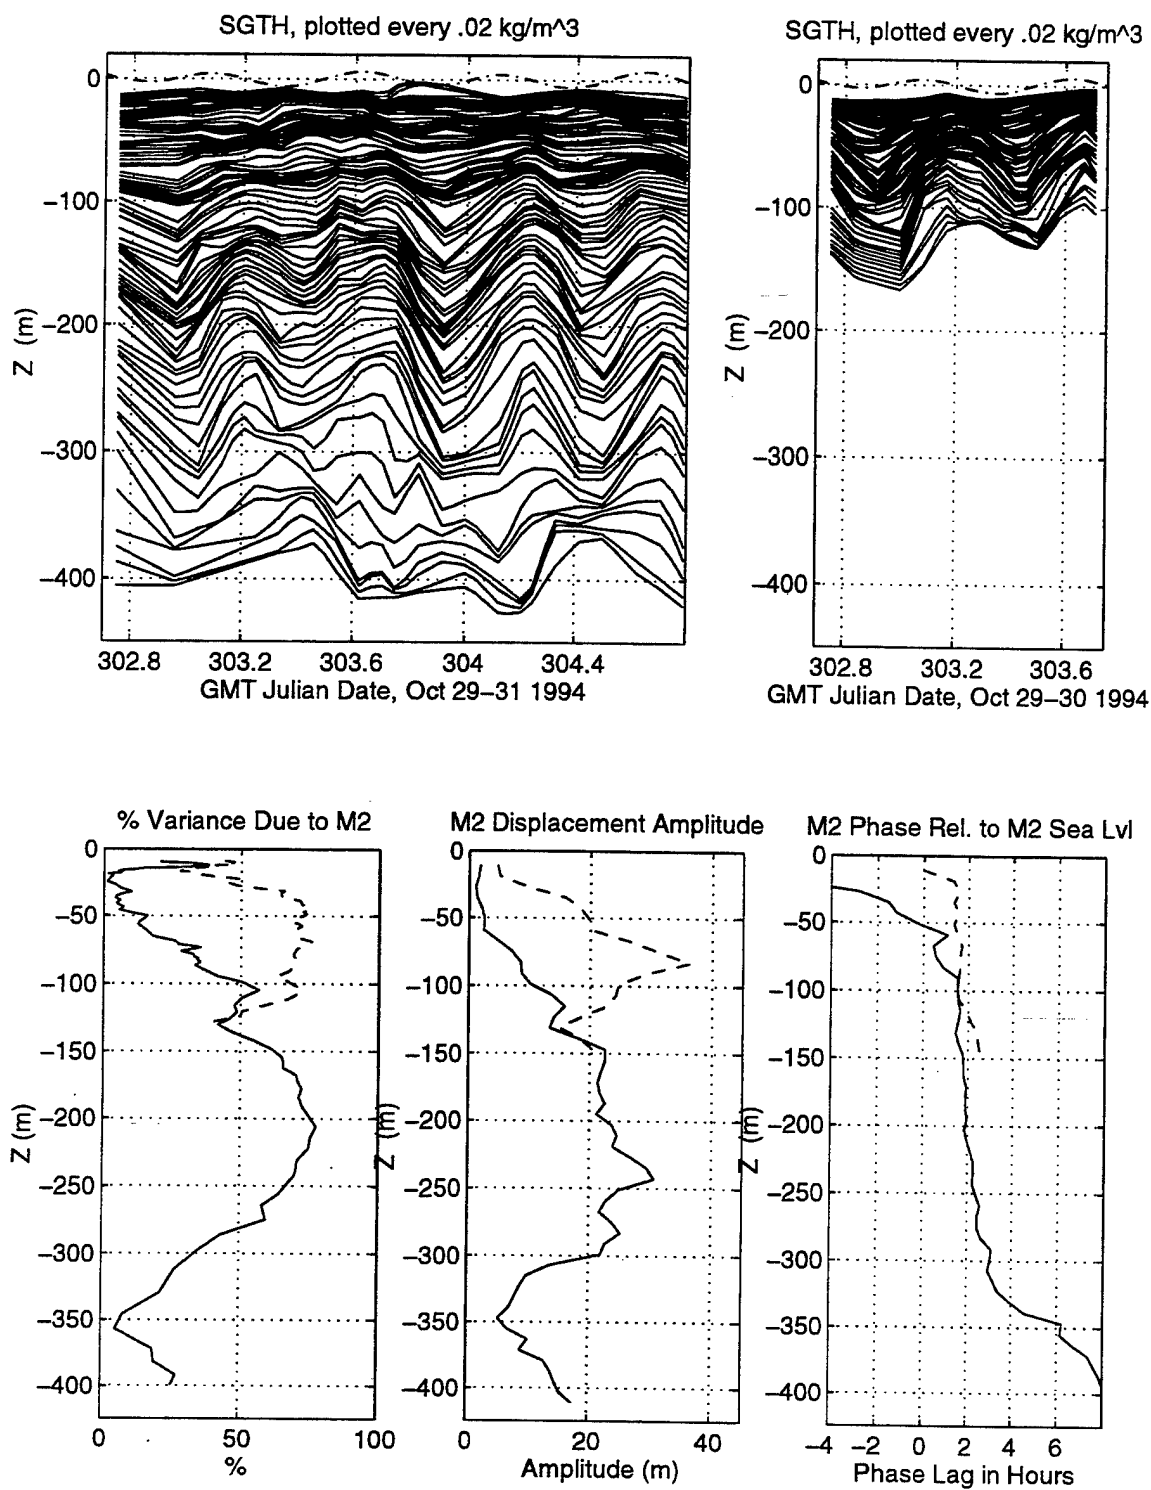 SGTH, plotted every .02 kg/m^3
SGTH, plotted every .02 kg/m^3
0
−100
−200
−300
−400
Z (m)
302.8 303.2 303.6 304 304.4
GMT Julian Date, Oct 29−31 1994
0
−100
−200
−300
−400
Z (m)
302.8 303.2 303.6
GMT Julian Date, Oct 29−30 1994
% Variance Due to M2
0
−50
−100
−150
−200
−250
−300
−350
−400
Z (m)
0 50 100
%
M2 Displacement Amplitude
0
−50
−100
−150
−200
−250
−300
−350
−400
Z (m)
0 20 40
Amplitude (m)
M2 Phase Rel. to M2 Sea Lvl
0
−50
−100
−150
−200
−250
−300
−350
−400
Z (m)
−4 −2 0 2 4 6
Phase Lag in Hours